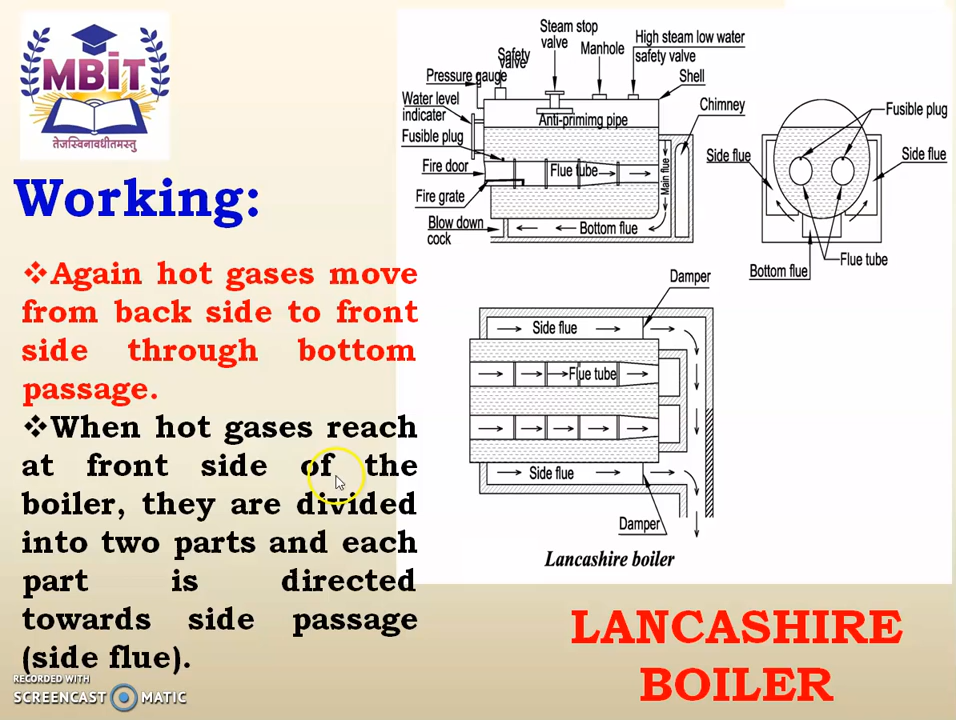 MBiT
तेजस्विनावधीतमस्तु
Working:
❖Again hot gases move
from back side to front
side through bottom
passage.
❖When hot gases reach
at front side of the
boiler, they are divided
into two parts and each
part is directed
towards side passage
(side flue).
RECORDED WITH
SCREENCAST MATIC
Steam stop
valve
Safety
valve
Manhole
High steam low water
safety valve
Pressure gauge
Shell
Water level
indicater
Chimney
Anti-primimg pipe
Fusible plug
Fire door
Flue tube
Main flue
Fire grate
Blow down
cock
Bottom flue
Fusible plug
Side flue
Side flue
Flue tube
Bottom flue
Damper
Side flue
Flue tube
Side flue
Damper
Lancashire boiler
LANCASHIRE
BOILER